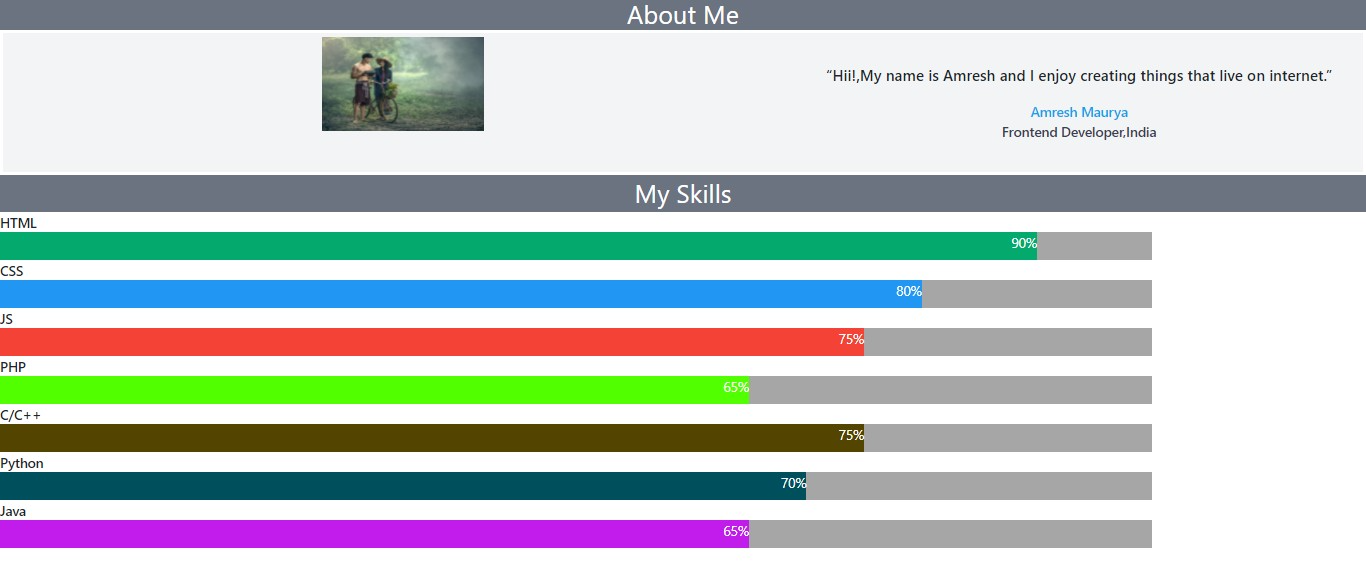 About Me
“Hii!,My name is Amresh and I enjoy creating things that live on internet.”
Amresh Maurya
Frontend Developer,India
My Skills
HTML
90%
CSS
80%
JS
75%
PHP
65%
C/C++
75%
Python
70%
Java
65%